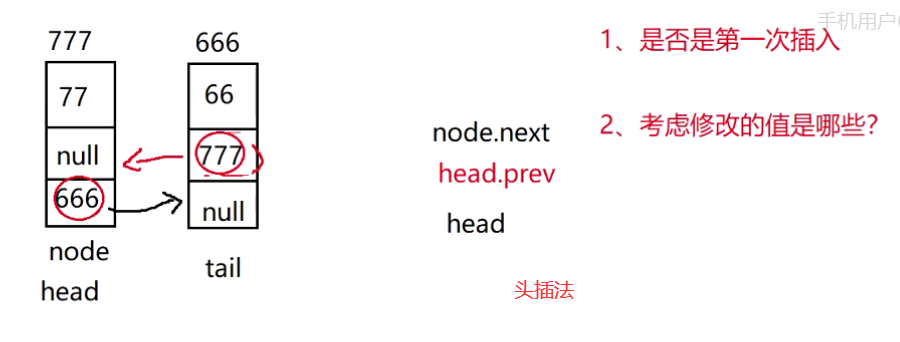 手机用户
777
666
1、是否是第一次插入
77
66
node.next
2、考虑修改的值是哪些?
null
777
head.prev
666
null
head
node
tail
head
头插法